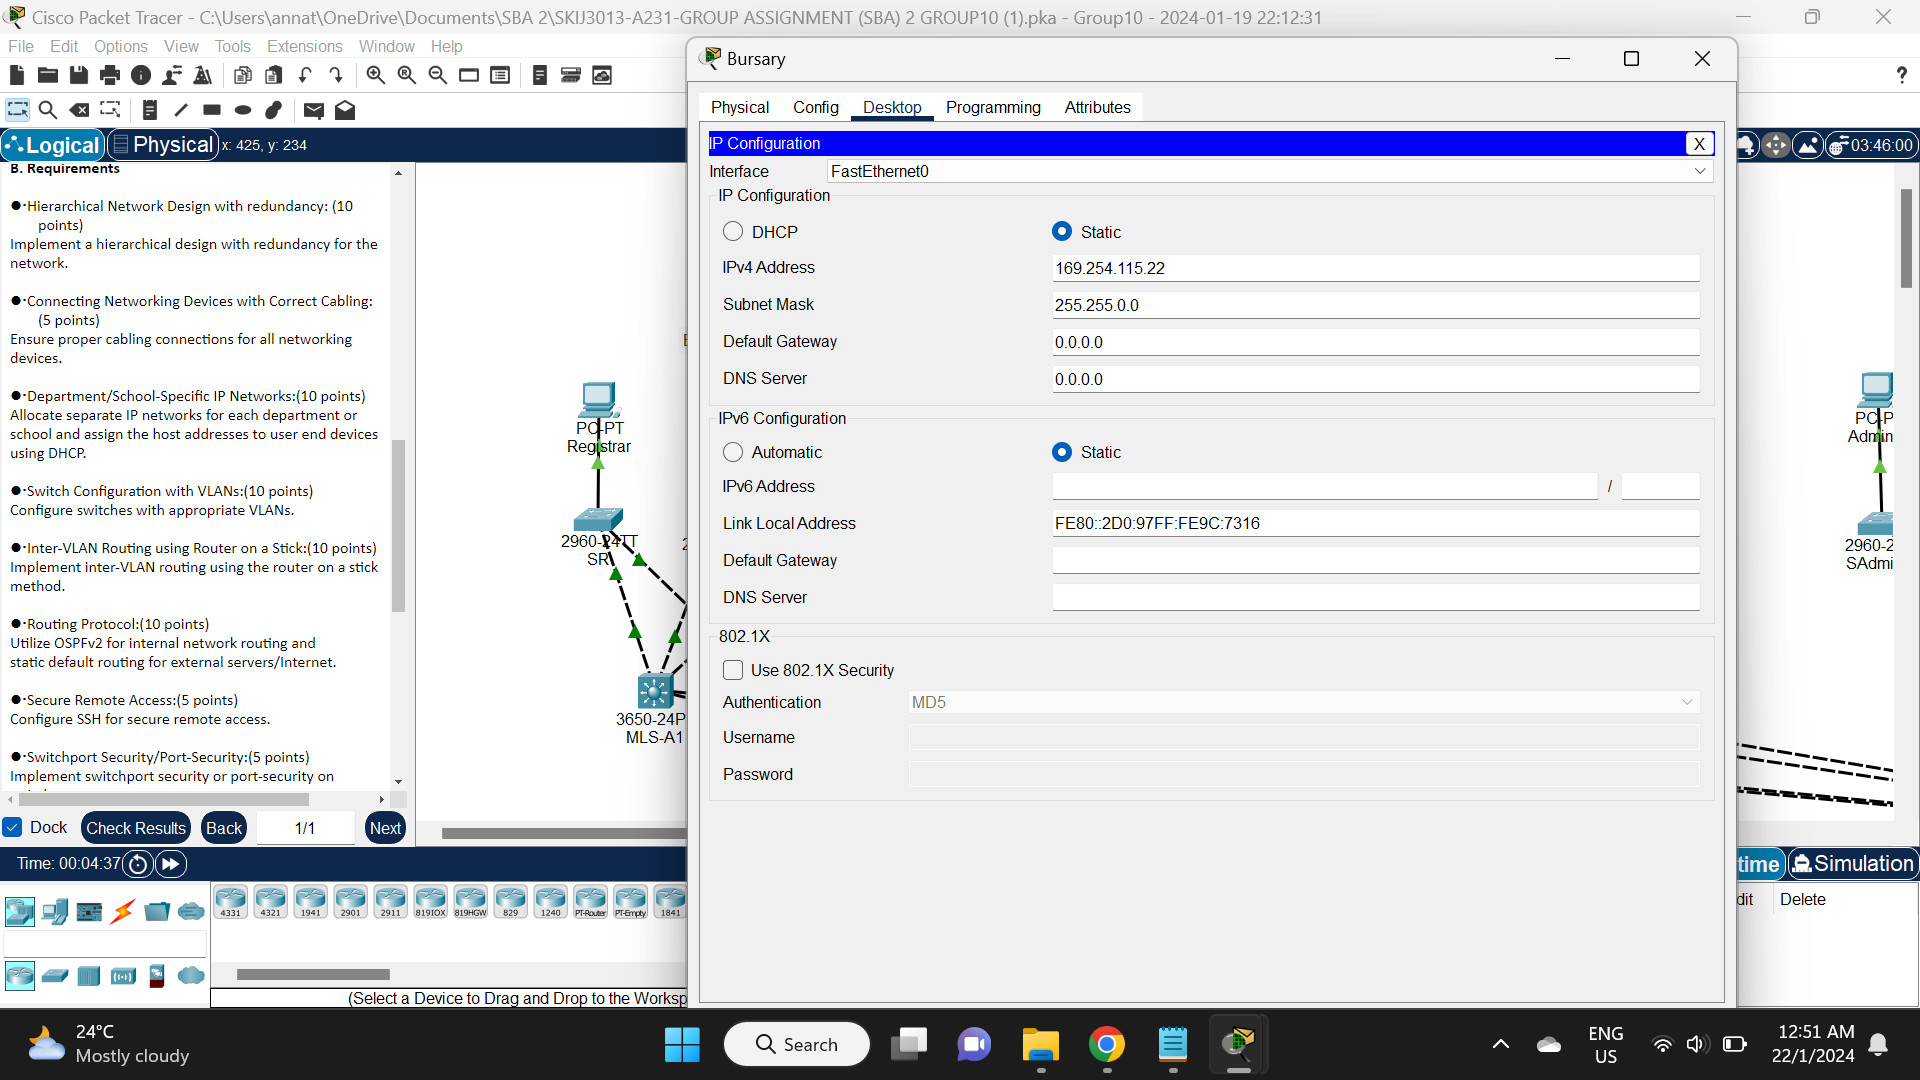 Cisco Packet Tracer - C:\Users\annat\OneDrive\Documents\SBA 2\SKIJ3013-A231-GROUP ASSIGNMENT (SBA) 2 GROUP10 (1).pka - Group10 - 2024-01-19 22:12:31
File Edit Options View Tools Extensions Window Help
?
Logical Physical x: 425, y: 234
03:46:00
B. Requirements
●·Hierarchical Network Design with redundancy: (10
points)
Implement a hierarchical design with redundancy for the
network.
●·Connecting Networking Devices with Correct Cabling:
(5 points)
Ensure proper cabling connections for all networking
devices.
●·Department/School-Specific IP Networks:(10 points)
Allocate separate IP networks for each department or
school and assign the host addresses to user end devices
using DHCP.
●·Switch Configuration with VLANs:(10 points)
Configure switches with appropriate VLANs.
●·Inter-VLAN Routing using Router on a Stick:(10 points)
Implement inter-VLAN routing using the router on a stick
method.
●·Routing Protocol:(10 points)
Utilize OSPFv2 for internal network routing and
static default routing for external servers/Internet.
●·Secure Remote Access:(5 points)
Configure SSH for secure remote access.
●·Switchport Security/Port-Security:(5 points)
Implement switchport security or port-security on
Dock Check Results Back 1/1 Next
PC-PT
Registrar
2960-24TT
SR
3650-24P
MLS-A1
Bursary
Physical Config Desktop Programming Attributes
IP Configuration X
Interface FastEthernet0
IP Configuration
DHCP Static
IPv4 Address 169.254.115.22
Subnet Mask 255.255.0.0
Default Gateway 0.0.0.0
DNS Server 0.0.0.0
IPv6 Configuration
Automatic Static
IPv6 Address /
Link Local Address FE80::2D0:97FF:FE9C:7316
Default Gateway
DNS Server
802.1X
Use 802.1X Security
Authentication MD5
Username
Password
PC-P
Admin
2960-2
SAdmi
Time: 00:04:37
time Simulation
4331 4321 1941 2901 2911 819IOX 819HGW 829 1240 PT-Router PT-Empty 1841
dit Delete
(Select a Device to Drag and Drop to the Worksp
24°C
Mostly cloudy
Search
ENG
US
12:51 AM
22/1/2024